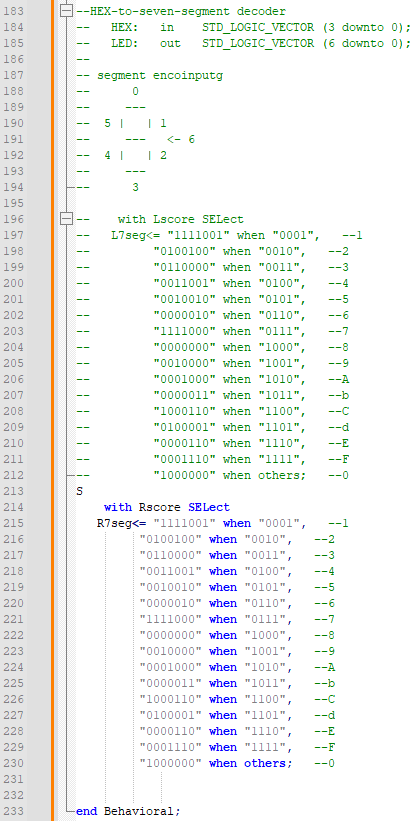 183 --HEX-to-seven-segment decoder
184 --   HEX:   in    STD_LOGIC_VECTOR (3 downto 0);
185 --   LED:   out   STD_LOGIC_VECTOR (6 downto 0);
186 --
187 -- segment encoinputg
188 --      0
189 --     ---
190 --  5 |   | 1
191 --     ---   <- 6
192 --  4 |   | 2
193 --     ---
194 --      3
195
196 --    with Lscore SELect
197 --   L7seg<= "1111001" when "0001",   --1
198 --         "0100100" when "0010",   --2
199 --         "0110000" when "0011",   --3
200 --         "0011001" when "0100",   --4
201 --         "0010010" when "0101",   --5
202 --         "0000010" when "0110",   --6
203 --         "1111000" when "0111",   --7
204 --         "0000000" when "1000",   --8
205 --         "0010000" when "1001",   --9
206 --         "0001000" when "1010",   --A
207 --         "0000011" when "1011",   --b
208 --         "1000110" when "1100",   --C
209 --         "0100001" when "1101",   --d
210 --         "0000110" when "1110",   --E
211 --         "0001110" when "1111",   --F
212 --         "1000000" when others;   --0
213 S
214     with Rscore SELect
215    R7seg<= "1111001" when "0001",   --1
216          "0100100" when "0010",   --2
217          "0110000" when "0011",   --3
218          "0011001" when "0100",   --4
219          "0010010" when "0101",   --5
220          "0000010" when "0110",   --6
221          "1111000" when "0111",   --7
222          "0000000" when "1000",   --8
223          "0010000" when "1001",   --9
224          "0001000" when "1010",   --A
225          "0000011" when "1011",   --b
226          "1000110" when "1100",   --C
227          "0100001" when "1101",   --d
228          "0000110" when "1110",   --E
229          "0001110" when "1111",   --F
230          "1000000" when others;   --0
231
232
233 end Behavioral;